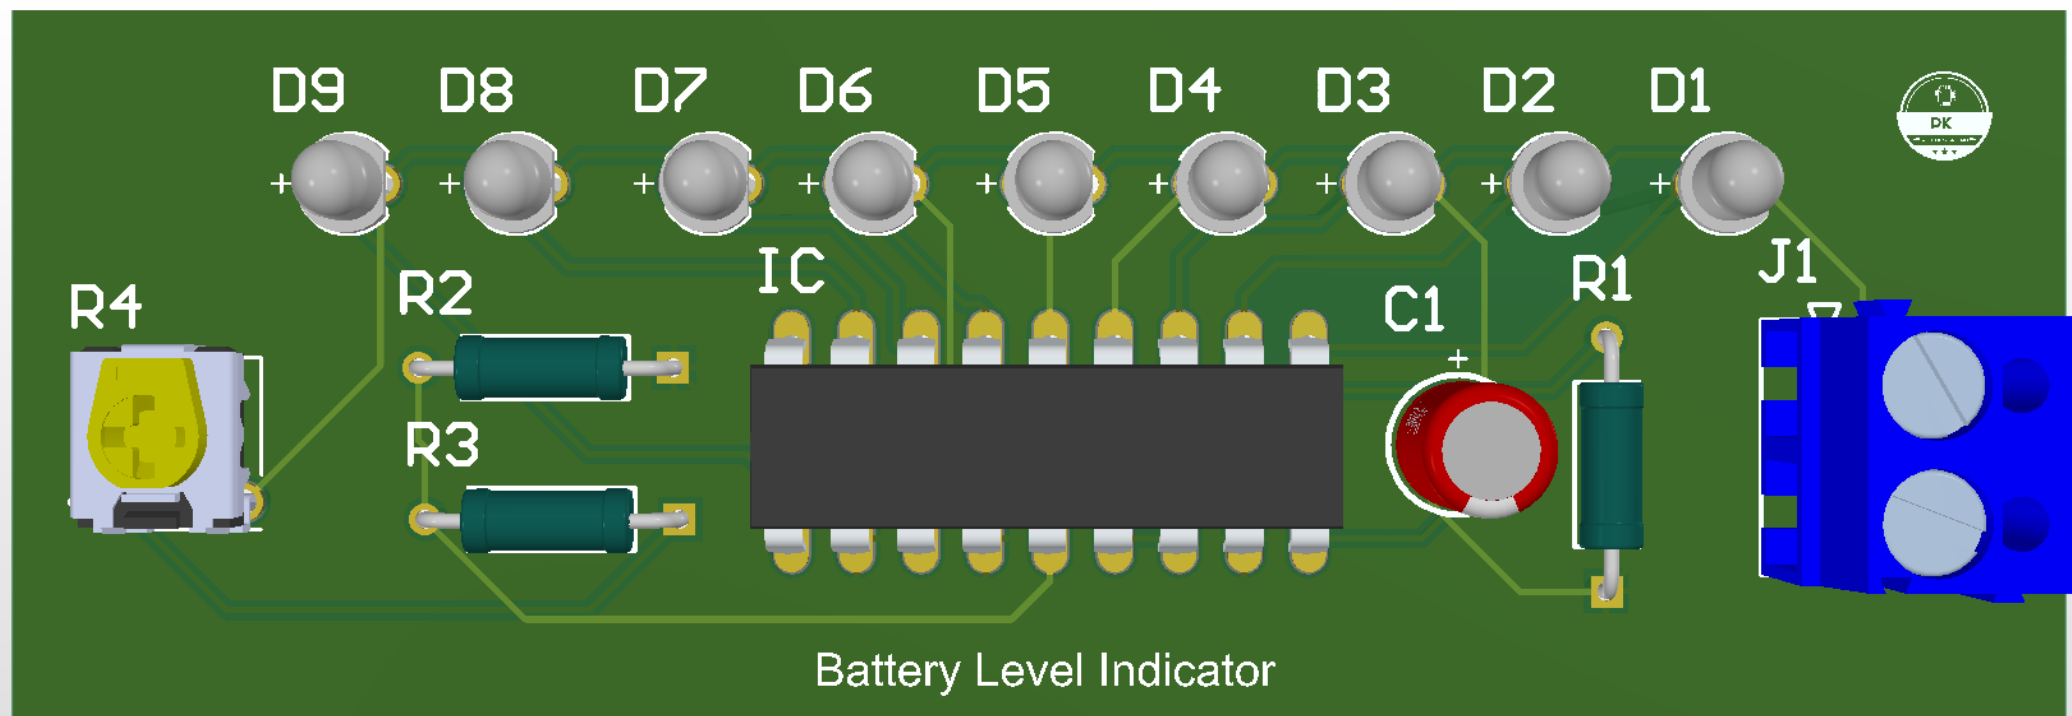 D9 D8 D7 D6 D5 D4 D3 D2 D1
PK
IC
J1
R4
R2
C1
R1
R3
Battery Level Indicator